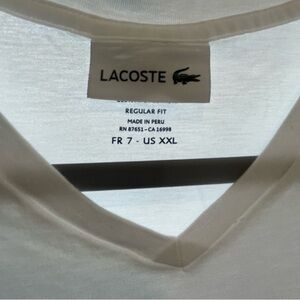 LACOSTE
REGULAR FIT
MADE IN PERU
RN 87651 - CA 16998
FR 7 - US XXL